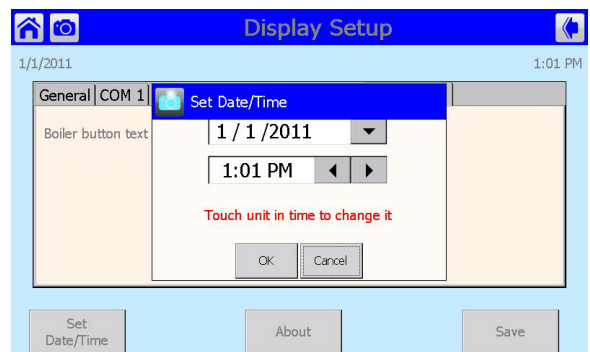 Display Setup
1/1/2011
1:01 PM
General COM 1
Set Date/Time
Boiler button text
1 / 1 /2011
1:01 PM
Touch unit in time to change it
OK
Cancel
Set
Date/Time
About
Save